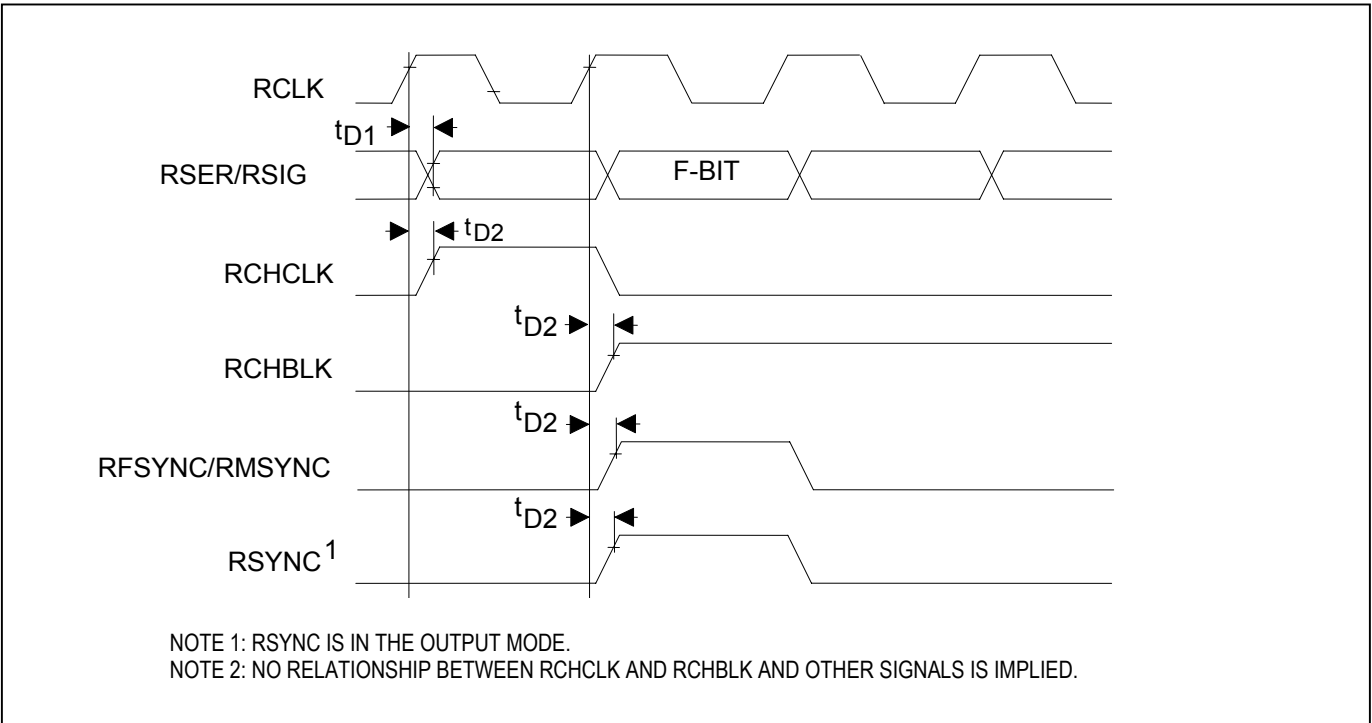 RCLK
tD1
RSER/RSIG
F-BIT
tD2
RCHCLK
tD2
RCHBLK
tD2
RFSYNC/RMSYNC
tD2
RSYNC1
NOTE 1: RSYNC IS IN THE OUTPUT MODE.
NOTE 2: NO RELATIONSHIP BETWEEN RCHCLK AND RCHBLK AND OTHER SIGNALS IS IMPLIED.